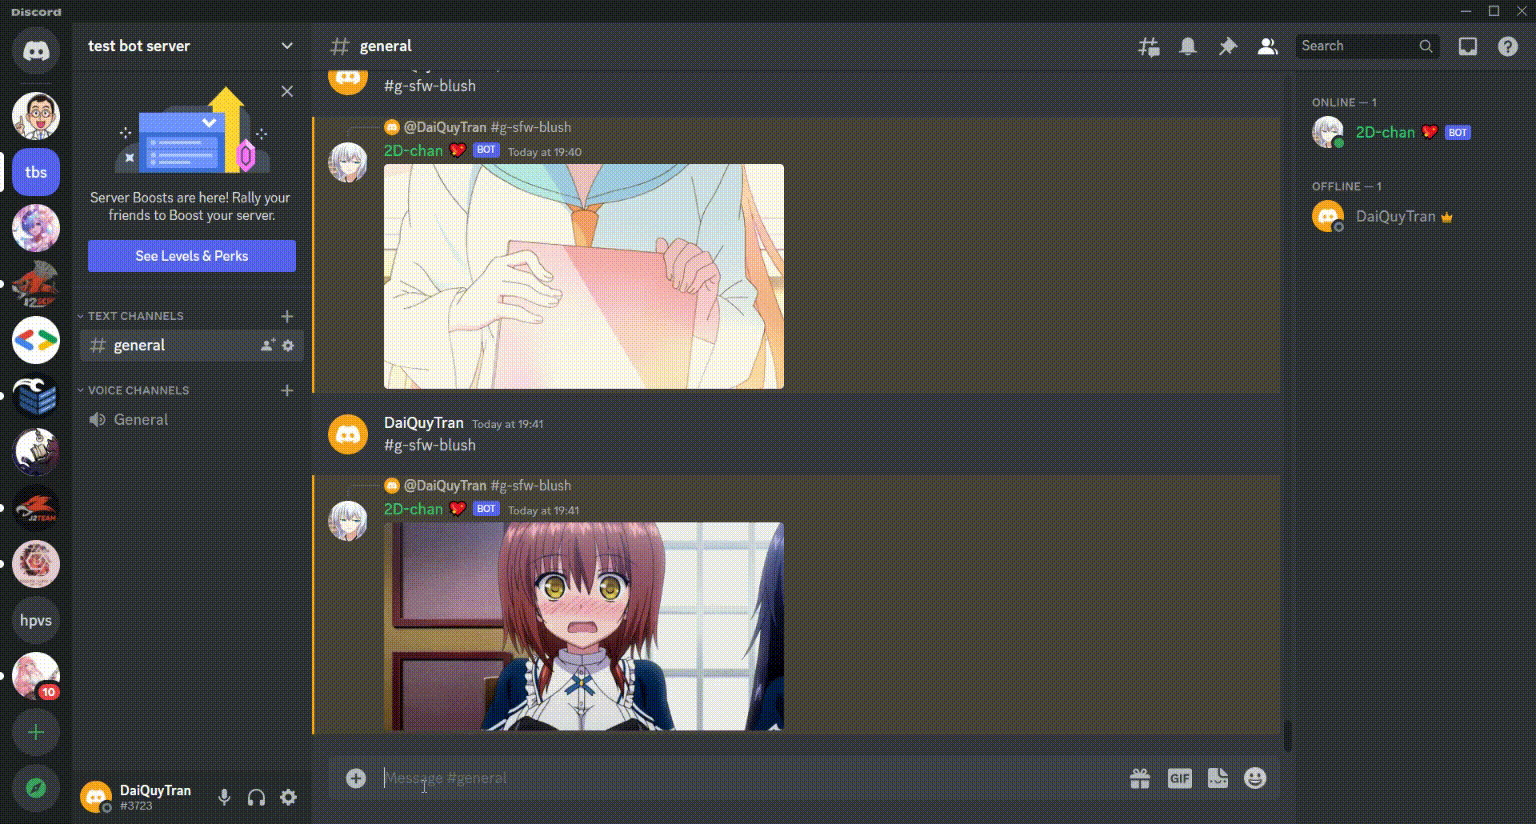 Discord
test bot server
Server Boosts are here! Rally your
friends to Boost your server.
See Levels & Perks
TEXT CHANNELS
general
VOICE CHANNELS
General
tbs
J2TEAM
hpvs
10
DaiQuyTran
#3723
# general
Search
#g-sfw-blush
@DaiQuyTran #g-sfw-blush
2D-chan BOT Today at 19:40
DaiQuyTran Today at 19:41
#g-sfw-blush
@DaiQuyTran #g-sfw-blush
2D-chan BOT Today at 19:41
Message #general
GIF
ONLINE — 1
2D-chan BOT
OFFLINE — 1
DaiQuyTran